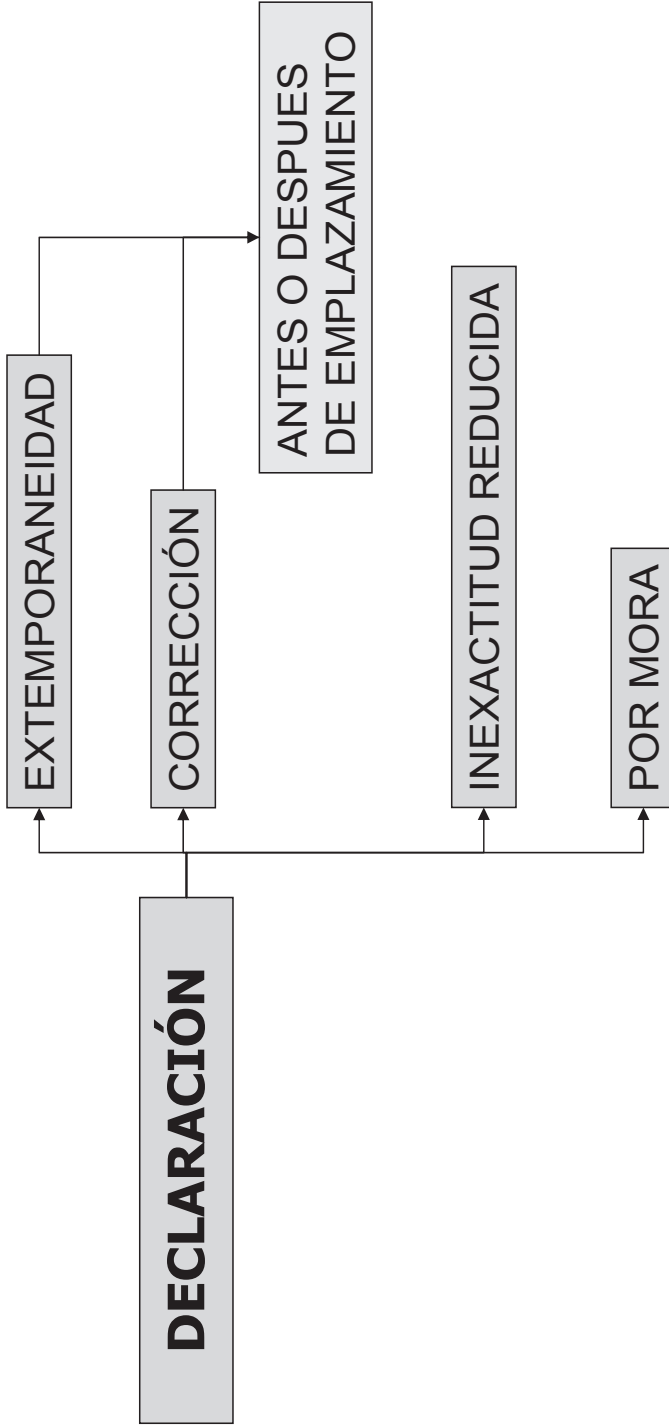 DECLARACIÓN
EXTEMPORANEIDAD
CORRECCIÓN
ANTES O DESPUES
DE EMPLAZAMIENTO
INEXACTITUD REDUCIDA
POR MORA